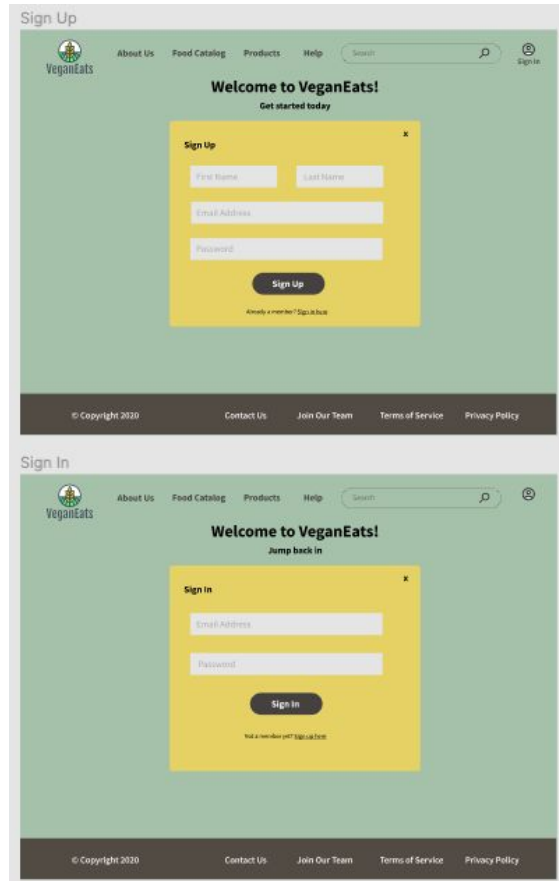 Sign Up
VeganEats
About Us Food Catalog Products Help Search
Sign In
Welcome to VeganEats!
Get started today
x
Sign Up
First Name Last Name
Email Address
Password
Sign Up
Already a member? Sign in here
© Copyright 2020 Contact Us Join Our Team Terms of Service Privacy Policy
Sign In
VeganEats
About Us Food Catalog Products Help Search
Welcome to VeganEats!
Jump back in
x
Sign In
Email Address
Password
Sign In
Not a member yet? Sign up here
© Copyright 2020 Contact Us Join Our Team Terms of Service Privacy Policy